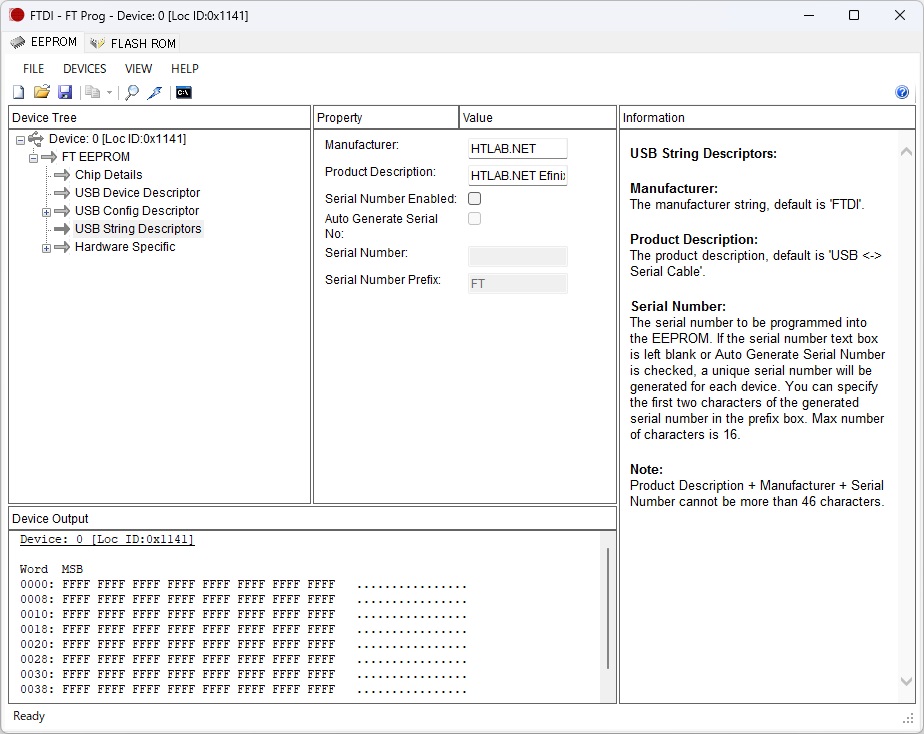 FTDI - FT Prog - Device: 0 [Loc ID:0x1141]
EEPROM FLASH ROM
FILE DEVICES VIEW HELP
C:\
Device Tree
Device: 0 [Loc ID:0x1141]
FT EEPROM
Chip Details
USB Device Descriptor
USB Config Descriptor
USB String Descriptors
Hardware Specific
Property Value
Manufacturer: HTLAB.NET
Product Description: HTLAB.NET Efini
Serial Number Enabled:
Auto Generate Serial
No:
Serial Number:
Serial Number Prefix: FT
Information
USB String Descriptors:
Manufacturer:
The manufacturer string, default is 'FTDI'.
Product Description:
The product description, default is 'USB <->
Serial Cable'.
Serial Number:
The serial number to be programmed into
the EEPROM. If the serial number text box
is left blank or Auto Generate Serial Number
is checked, a unique serial number will be
generated for each device. You can specify
the first two characters of the generated
serial number in the prefix box. Max number
of characters is 16.
Note:
Product Description + Manufacturer + Serial
Number cannot be more than 46 characters.
Device Output
Device: 0 [Loc ID:0x1141]
Word MSB
0000: FFFF FFFF FFFF FFFF FFFF FFFF FFFF FFFF ................
0008: FFFF FFFF FFFF FFFF FFFF FFFF FFFF FFFF ................
0010: FFFF FFFF FFFF FFFF FFFF FFFF FFFF FFFF ................
0018: FFFF FFFF FFFF FFFF FFFF FFFF FFFF FFFF ................
0020: FFFF FFFF FFFF FFFF FFFF FFFF FFFF FFFF ................
0028: FFFF FFFF FFFF FFFF FFFF FFFF FFFF FFFF ................
0030: FFFF FFFF FFFF FFFF FFFF FFFF FFFF FFFF ................
0038: FFFF FFFF FFFF FFFF FFFF FFFF FFFF FFFF ................
Ready